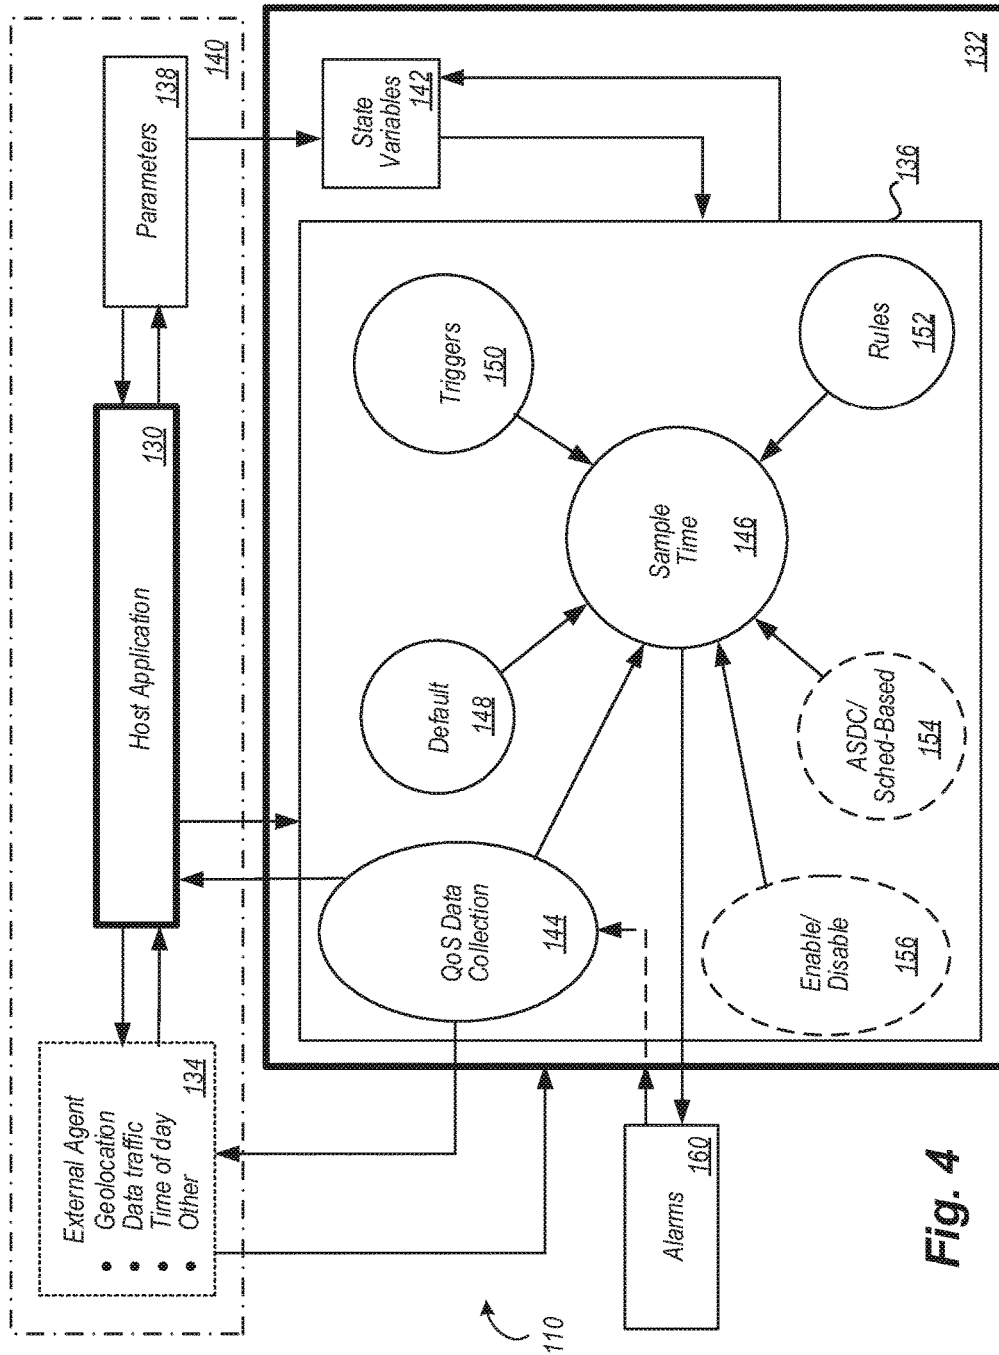 140
External Agent
• Geolocation
• Data traffic
• Time of day
• Other
134
Host Application
130
Parameters
138
State
Variables
142
132
136
QoS Data
Collection
144
Default
148
Triggers
150
Sample
Time
146
Enable/
Disable
156
ASDC/
Sched-Based
154
Rules
152
Alarms
160
110
Fig. 4